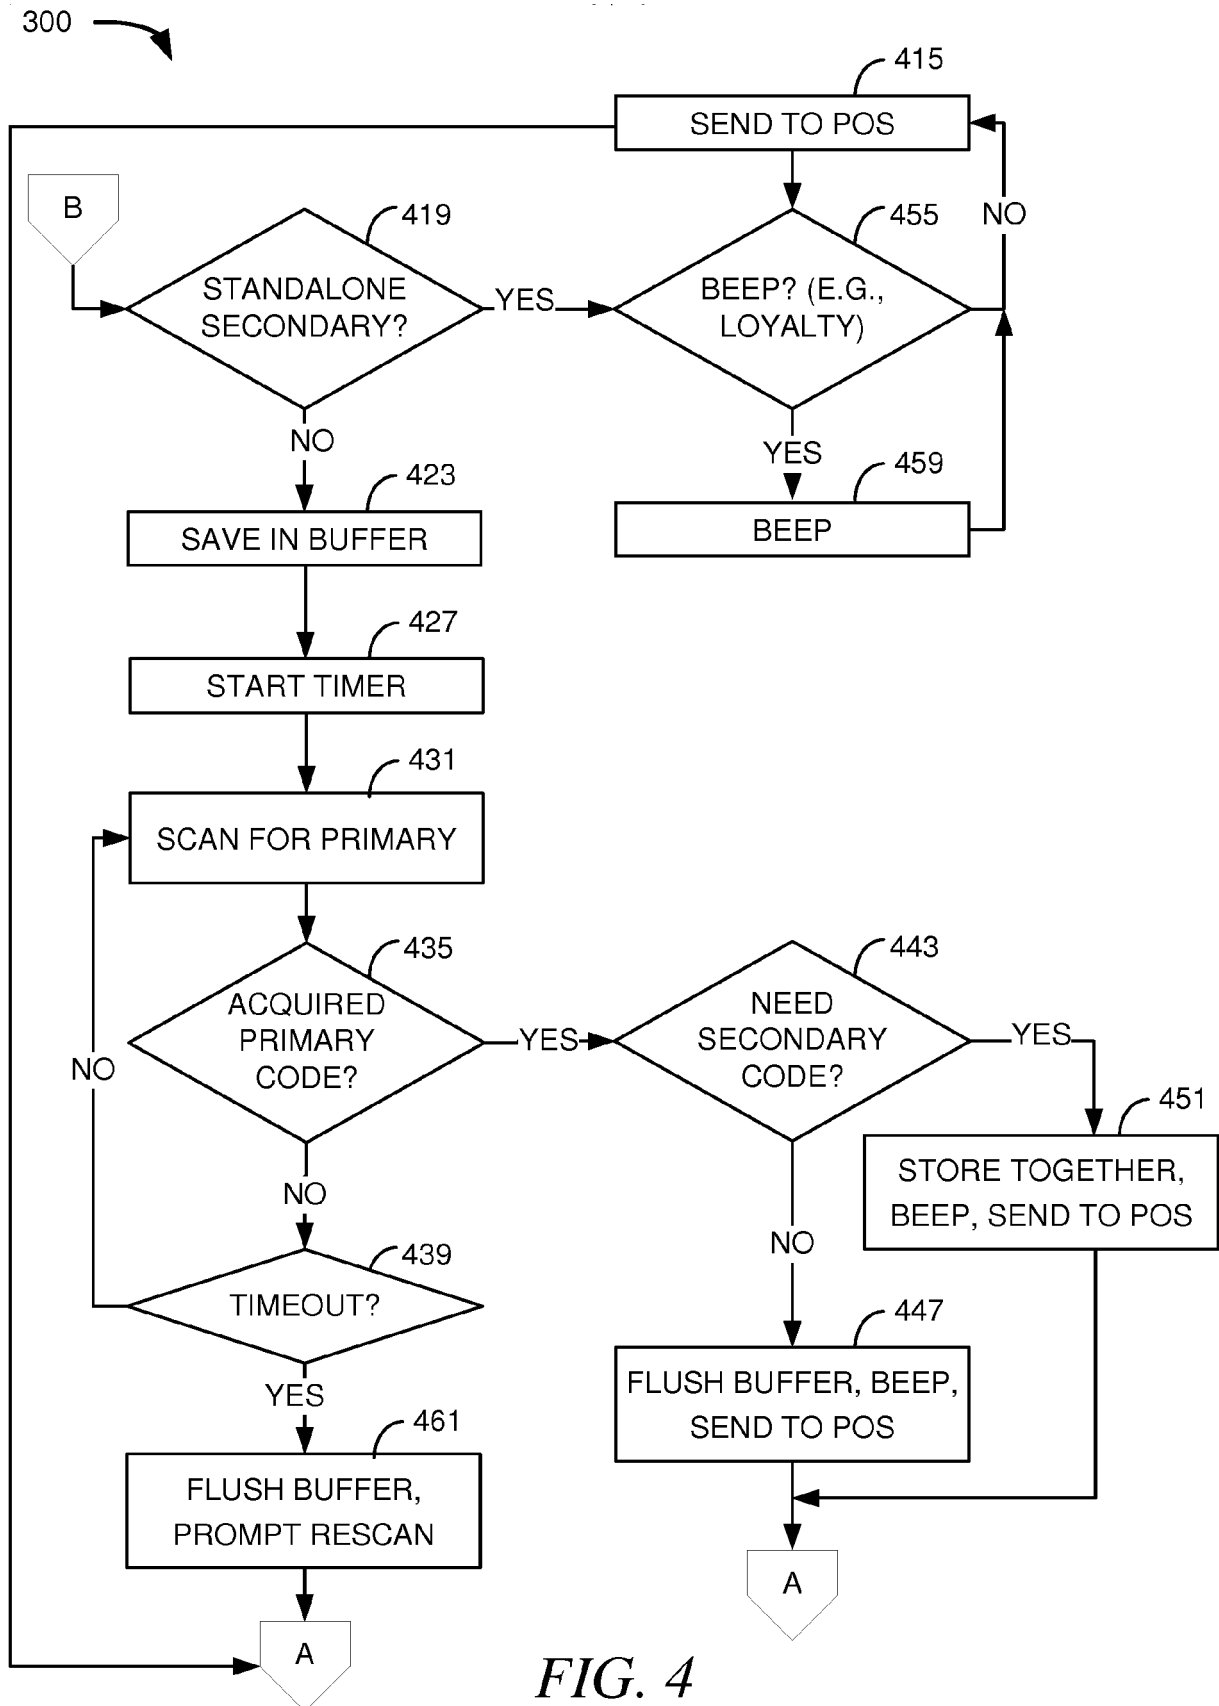 300
415
SEND TO POS
B
419
455
NO
STANDALONE
SECONDARY?
YES
BEEP? (E.G.,
LOYALTY)
NO
YES
423
459
SAVE IN BUFFER
BEEP
427
START TIMER
431
SCAN FOR PRIMARY
435
443
ACQUIRED
PRIMARY
CODE?
YES
NEED
SECONDARY
CODE?
YES
NO
451
STORE TOGETHER,
BEEP, SEND TO POS
NO
NO
439
TIMEOUT?
447
YES
FLUSH BUFFER, BEEP,
SEND TO POS
461
FLUSH BUFFER,
PROMPT RESCAN
A
A
FIG. 4